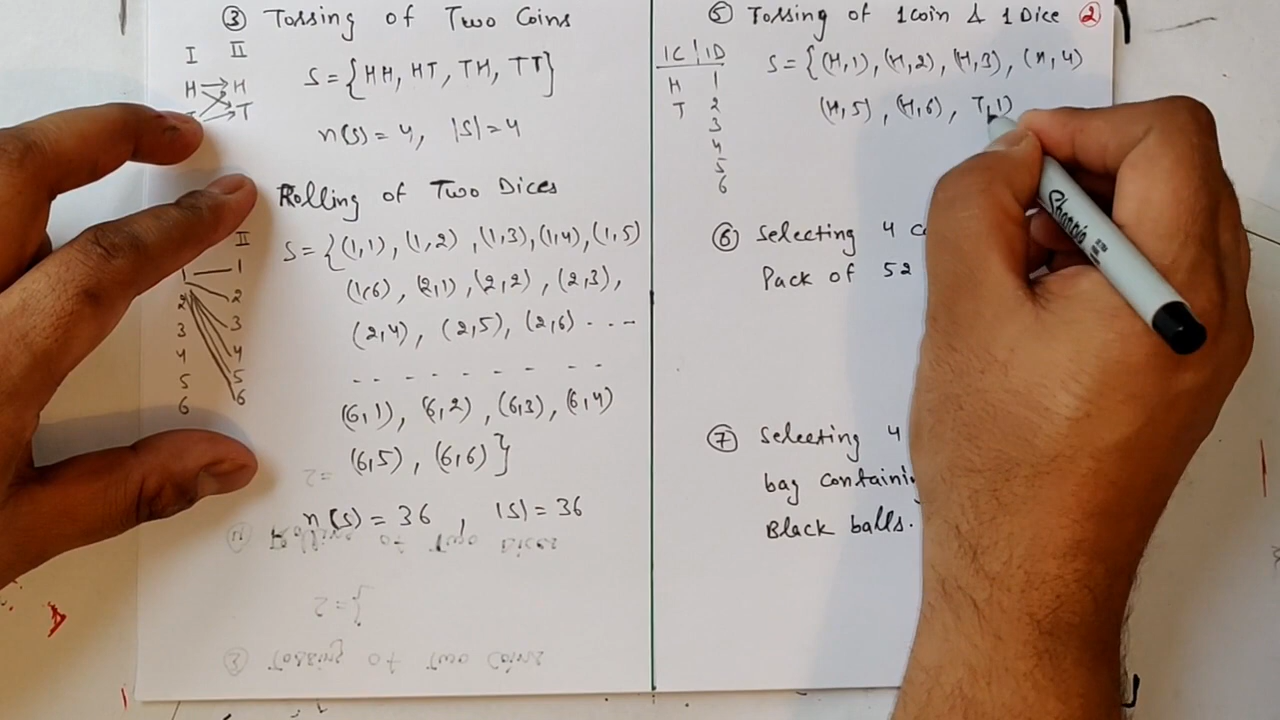 ③ Tossing of Two Coins
I II
H H
T
S = {HH, HT, TH, TT}
n(S) = 4, |S| = 4
Rolling of Two Dices
II
1 1
2 2
3 3
4 4
5 5
6 6
S = {(1,1), (1,2), (1,3), (1,4), (1,5)
(1,6), (2,1), (2,2), (2,3),
(2,4), (2,5), (2,6) - - -
- - - - - - - - -
(6,1), (6,2), (6,3), (6,4)
(6,5), (6,6)}
n(S) = 36, |S| = 36
⑤ Tossing of 1 Coin & 1 Dice ②
1C | 1D
H 1
T 2
3
4
5
6
S = {(H,1), (H,2), (H,3), (H,4)
(H,5), (H,6), T,1)
⑥ Selecting 4
Pack of 52
⑦ Selecting 4
bag
Black balls.
Sharpie